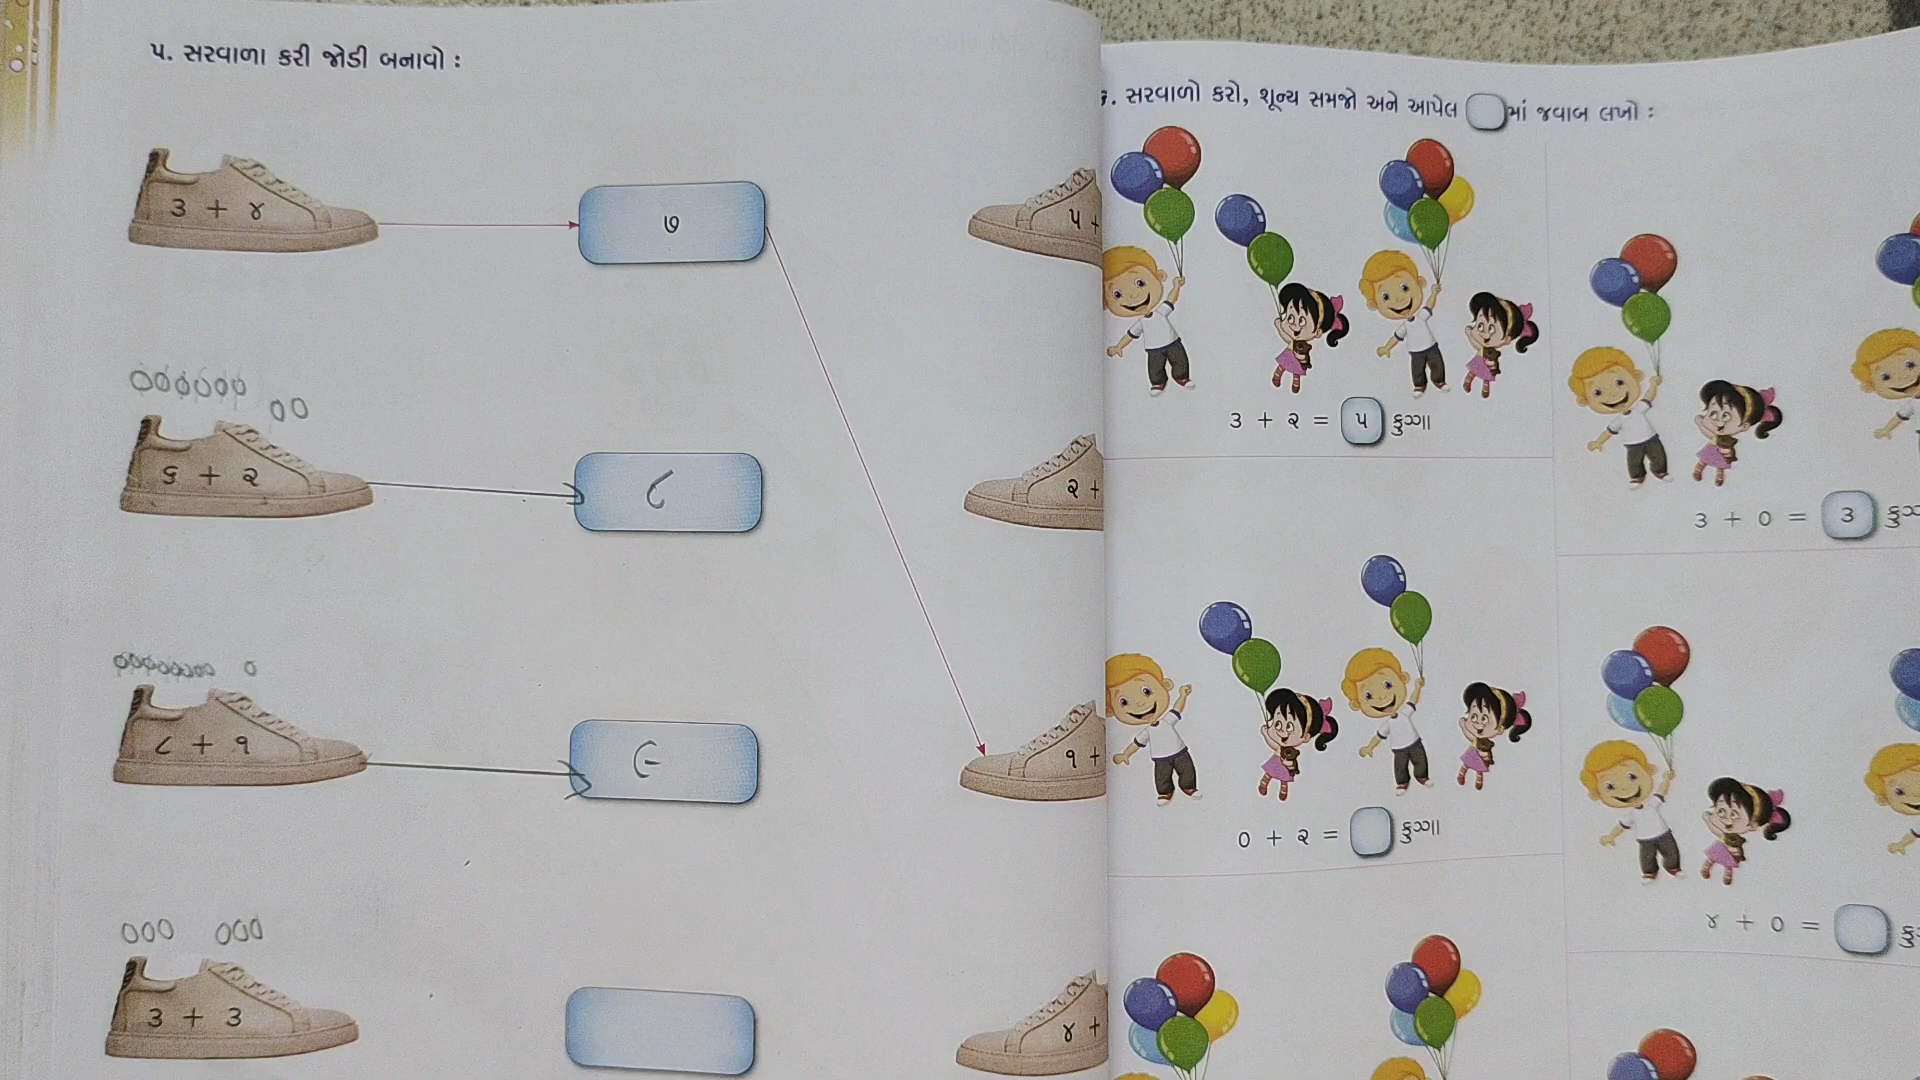 ૫. સરવાળા કરી જોડી બનાવો :
૩ + ૪
૭
૫ +
૬ + ૨
૮
૨ +
૮ + ૧
૯
૧ +
૩ + ૩
૪ +
સરવાળો કરો, શૂન્ય સમજો અને આપેલ માં જવાબ લખો :
૩ + ૨ = ૫ ફુગ્ગા
૩ + ૦ = ૩
૦ + ૨ = ફુગ્ગા
૪ + ૦ =